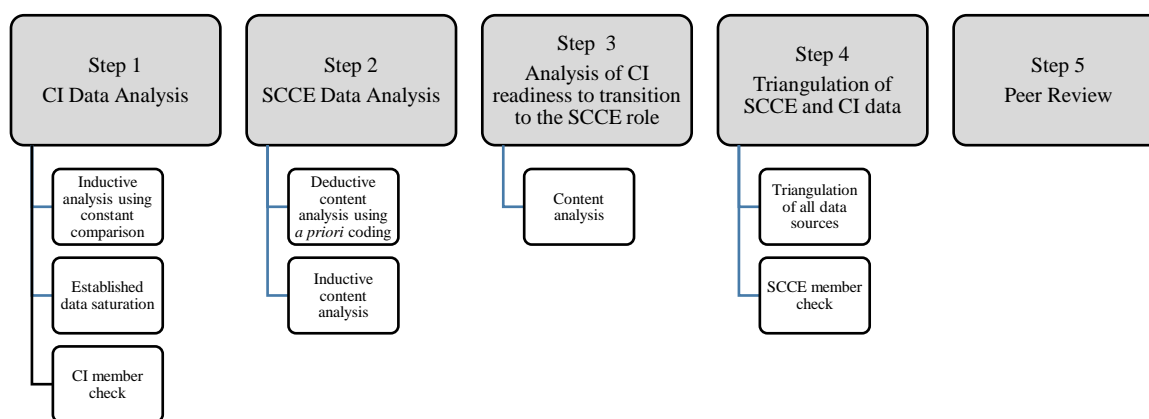 Step 1
CI Data Analysis
Inductive
analysis using
constant
comparison
Established
data saturation
CI member
check
Step 2
SCCE Data Analysis
Deductive
content
analysis using
a priori coding
Inductive
content
analysis
Step 3
Analysis of CI
readiness to transition
to the SCCE role
Content
analysis
Step 4
Triangulation of
SCCE and CI data
Triangulation
of all data
sources
SCCE member
check
Step 5
Peer Review